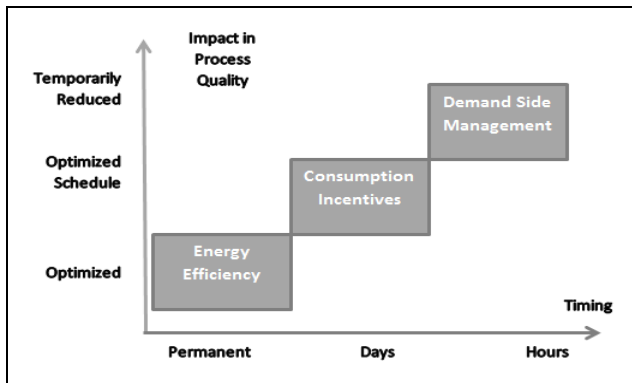 Impact in
Process
Quality
Temporarily
Reduced
Demand Side
Management
Optimized
Schedule
Consumption
Incentives
Energy
Efficiency
Optimized
Timing
Permanent
Days
Hours